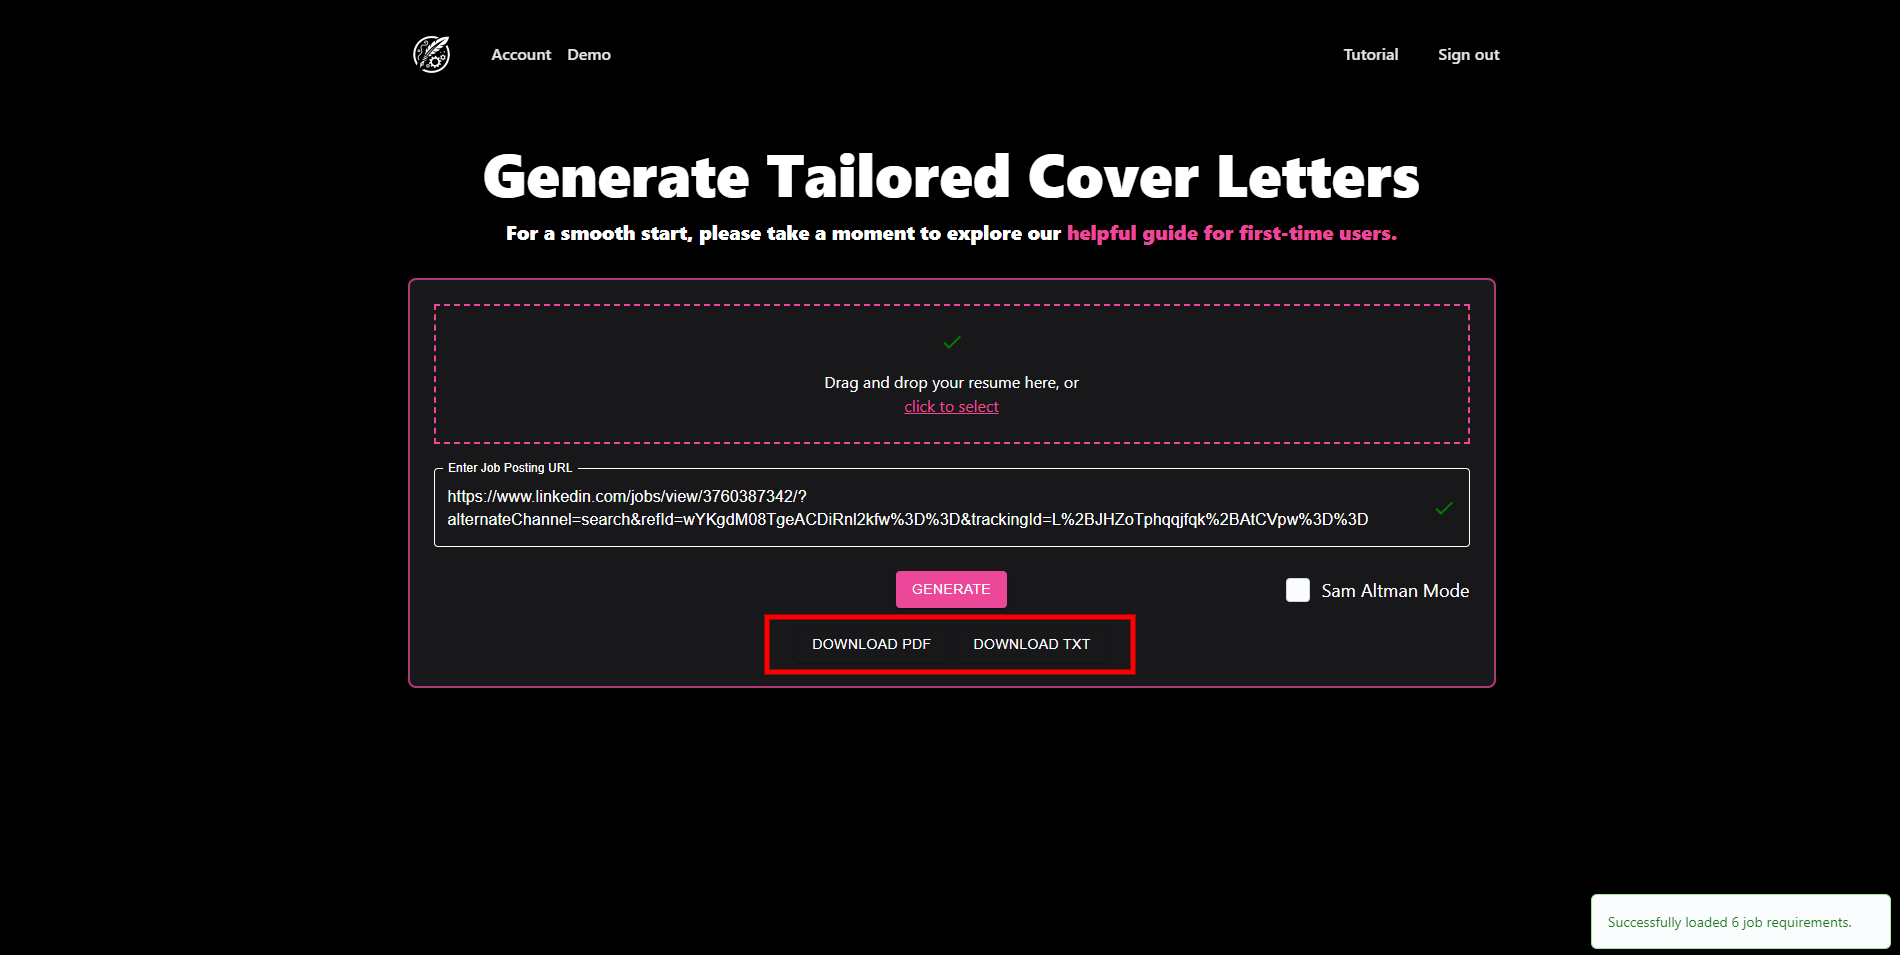 Account Demo Tutorial Sign out
Generate Tailored Cover Letters
For a smooth start, please take a moment to explore our helpful guide for first-time users.
Drag and drop your resume here, or
click to select
Enter Job Posting URL
https://www.linkedin.com/jobs/view/3760387342/?
alternateChannel=search&refId=wYKgdM08TgeACDiRnl2kfw%3D%3D&trackingId=L%2BJHZoTphqqjfqk%2BAtCVpw%3D%3D
GENERATE Sam Altman Mode
DOWNLOAD PDF DOWNLOAD TXT
Successfully loaded 6 job requirements.